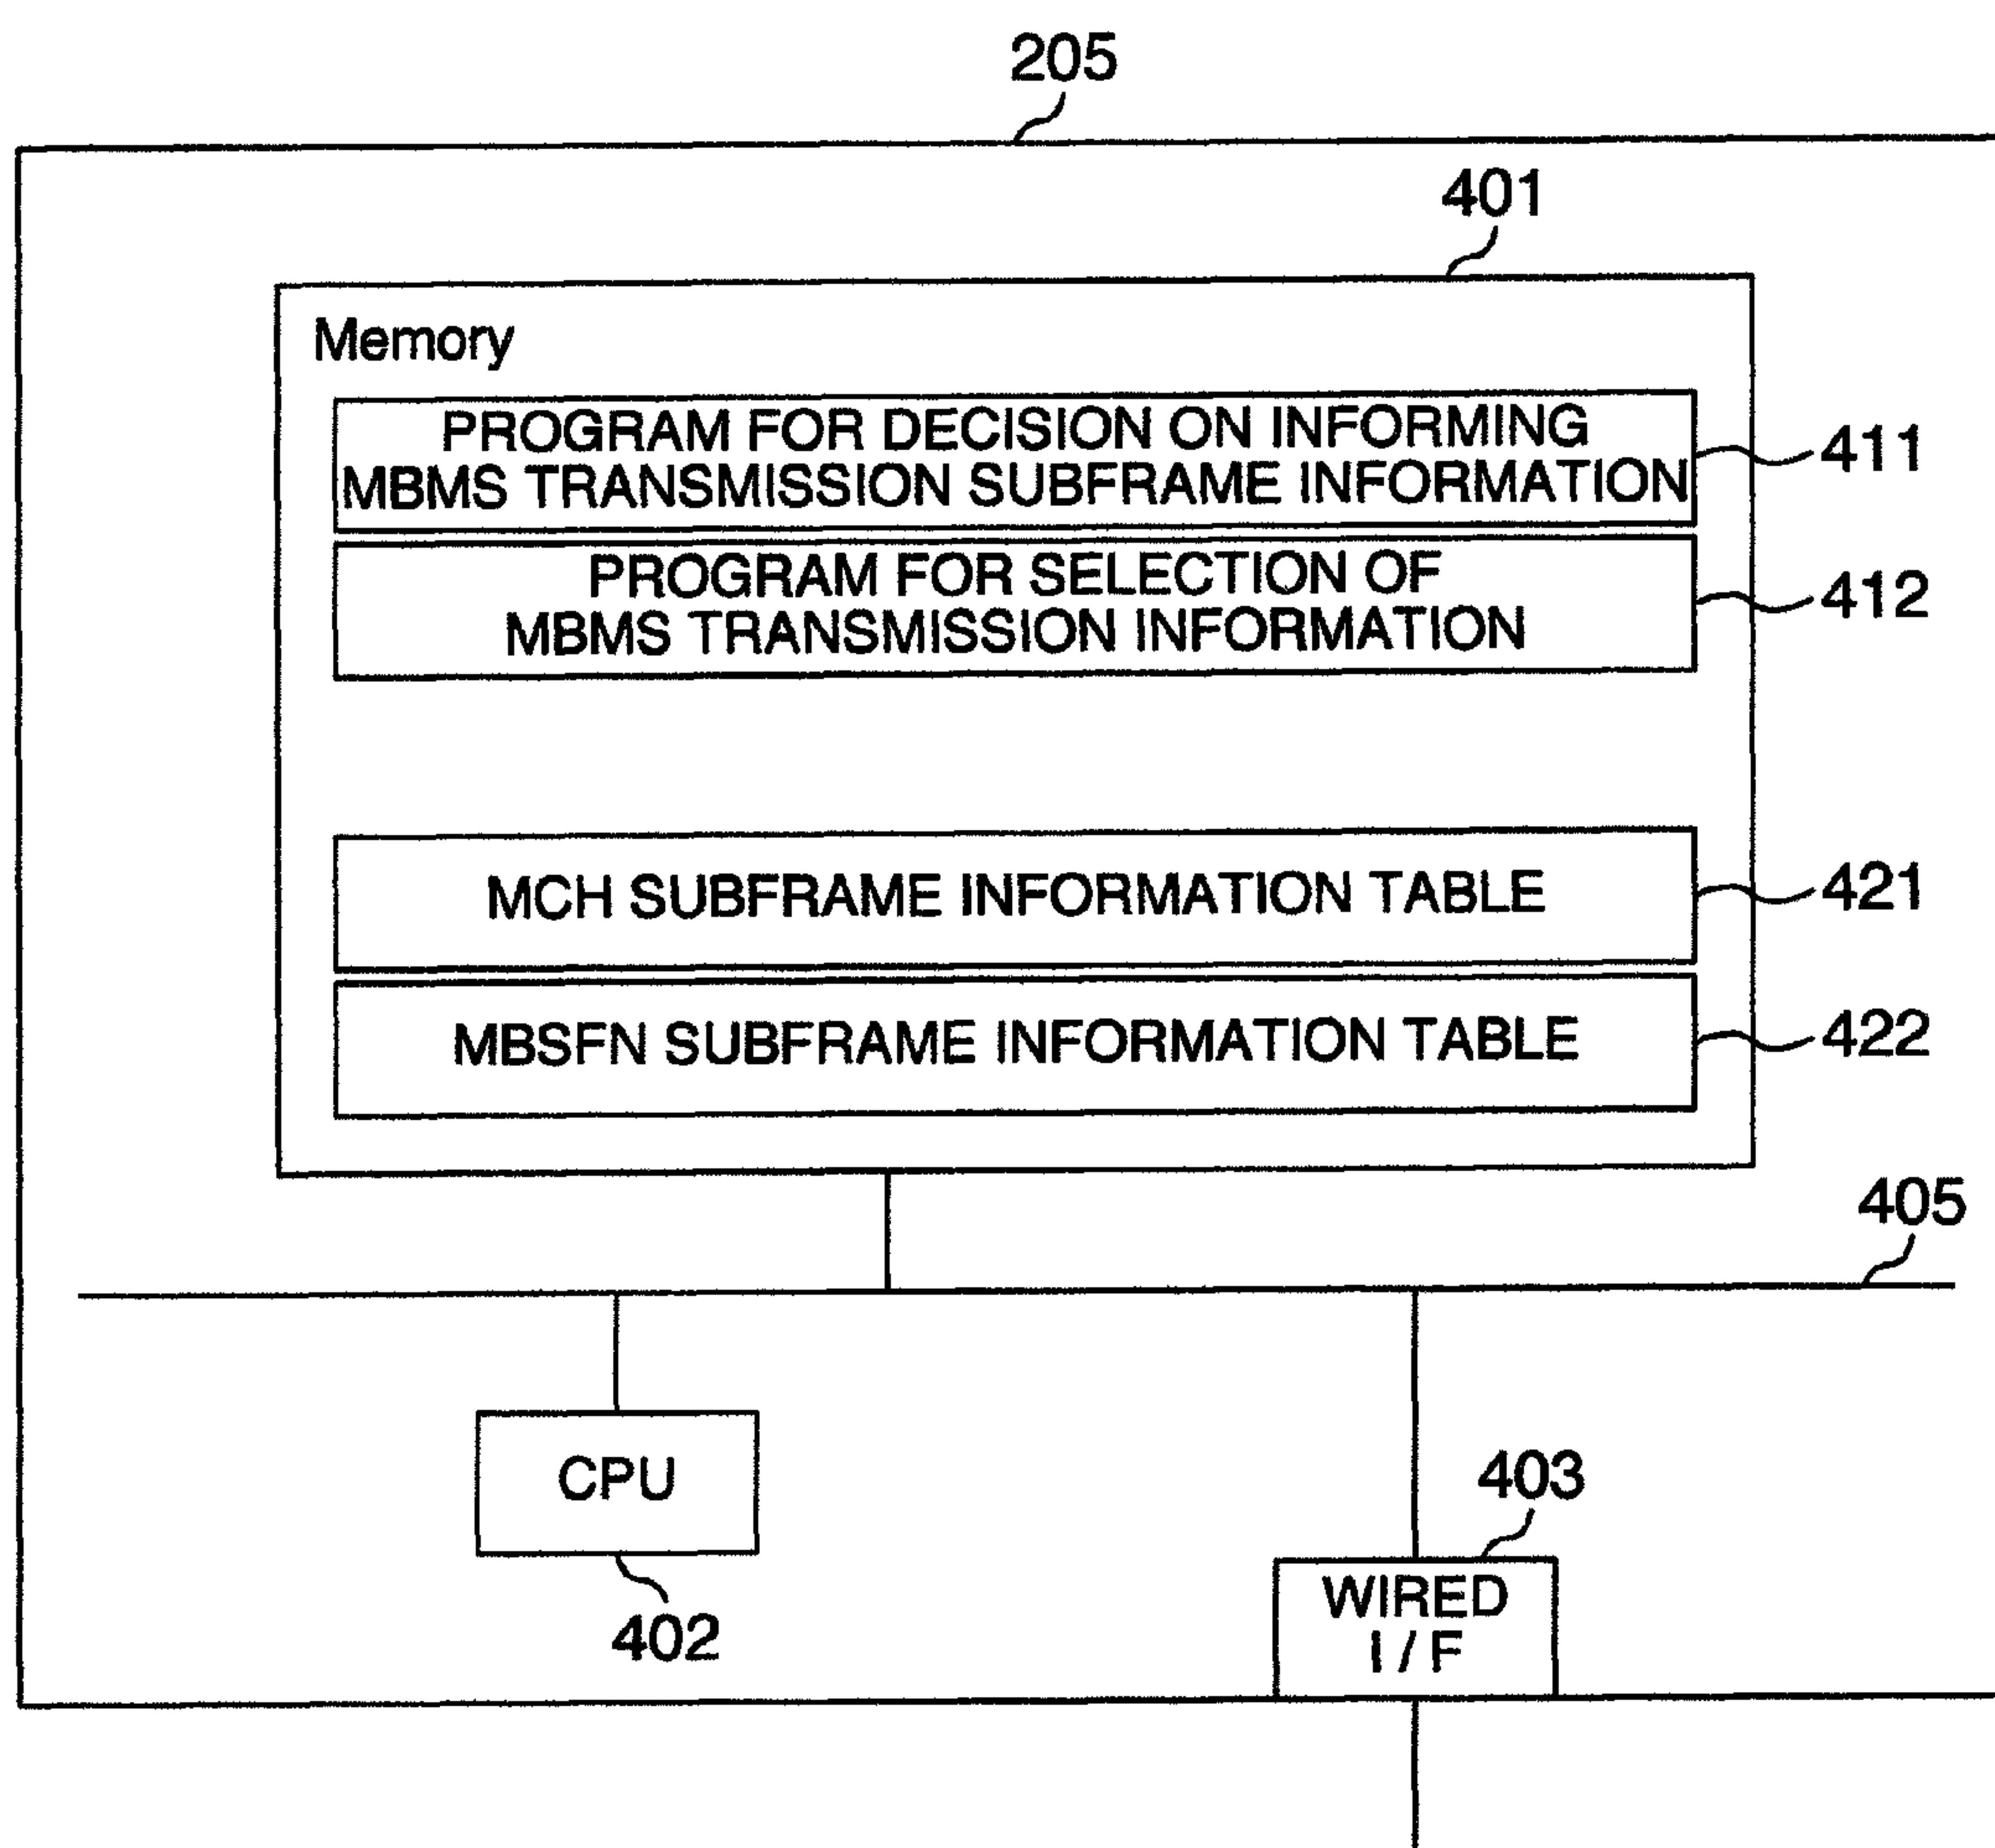 205
401
Memory
PROGRAM FOR DECISION ON INFORMING
MBMS TRANSMISSION SUBFRAME INFORMATION
411
PROGRAM FOR SELECTION OF
MBMS TRANSMISSION INFORMATION
412
MCH SUBFRAME INFORMATION TABLE
421
MBSFN SUBFRAME INFORMATION TABLE
422
405
CPU
402
403
WIRED
I / F